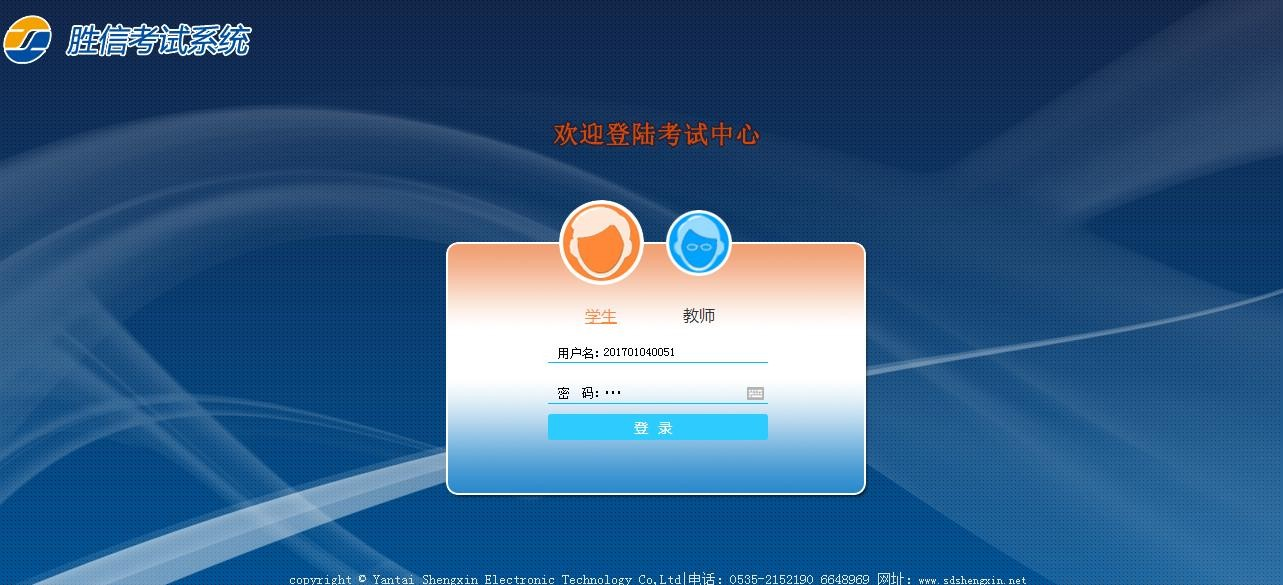 胜信考试系统
欢迎登陆考试中心
学生 教师
用户名: 201701040051
密 码: •••
登 录
copyright © Yantai Shengxin Electronic Technology Co,Ltd|电话: 0535-2152190 6648969 网址: www.sdshengxin.net